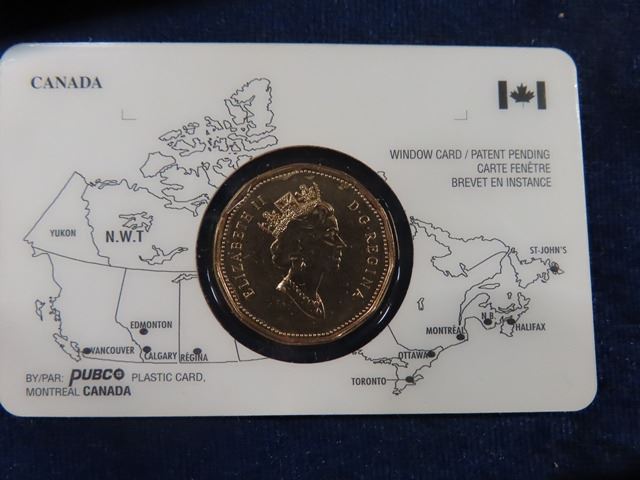 CANADA
WINDOW CARD / PATENT PENDING
CARTE FENÊTRE
BREVET EN INSTANCE
YUKON
N.W.T
ELIZABETH II D·G·REGINA
ST-JOHN'S
EDMONTON
VANCOUVER
CALGARY
REGINA
MONTRÉAL
N.B.
HALIFAX
OTTAWA
TORONTO
BY/PAR: PUBCO PLASTIC CARD,
MONTREAL CANADA